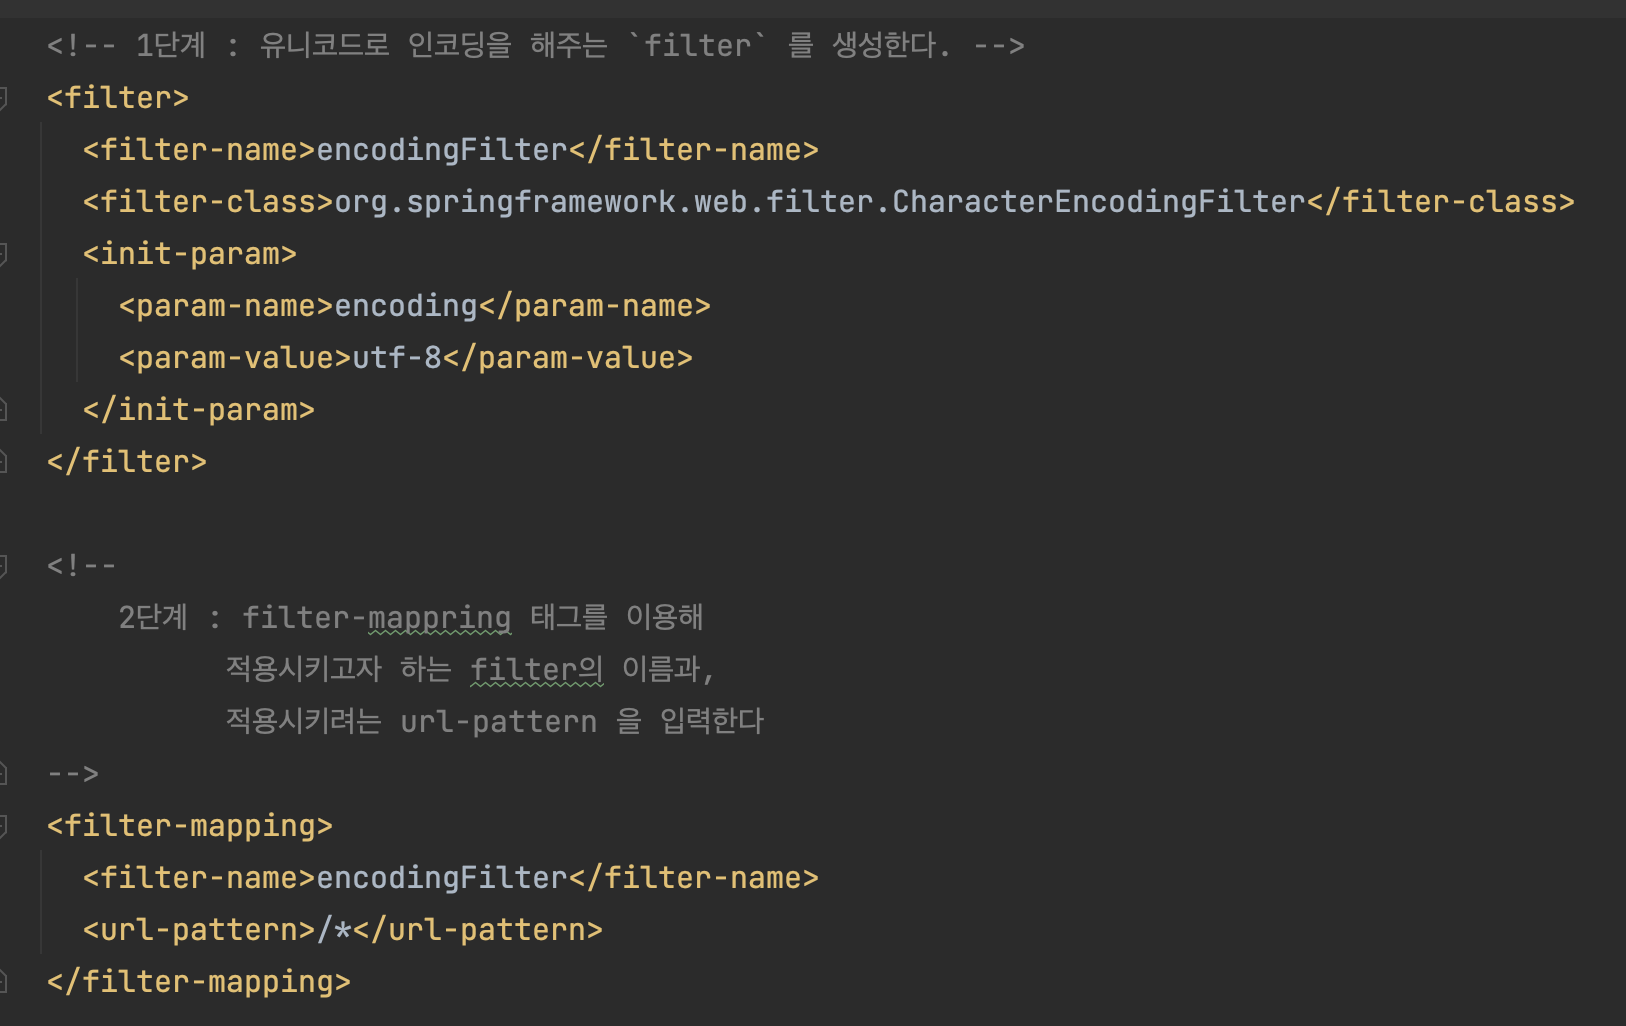 <!-- 1단계 : 유니코드로 인코딩을 해주는 `filter` 를 생성한다. -->
<filter>
<filter-name>encodingFilter</filter-name>
<filter-class>org.springframework.web.filter.CharacterEncodingFilter</filter-class>
<init-param>
<param-name>encoding</param-name>
<param-value>utf-8</param-value>
</init-param>
</filter>
<!--
2단계 : filter-mappring 태그를 이용해
적용시키고자 하는 filter의 이름과,
적용시키려는 url-pattern 을 입력한다
-->
<filter-mapping>
<filter-name>encodingFilter</filter-name>
<url-pattern>/*</url-pattern>
</filter-mapping>